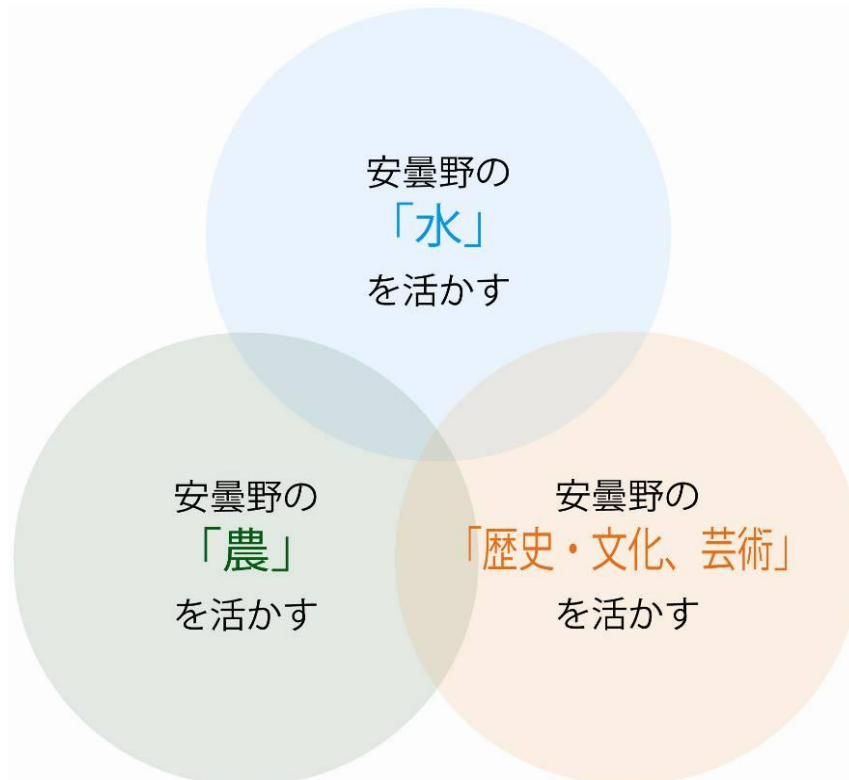 安曇野の
「水」
を活かす
安曇野の
「農」
を活かす
安曇野の
「歴史・文化、芸術」
を活かす